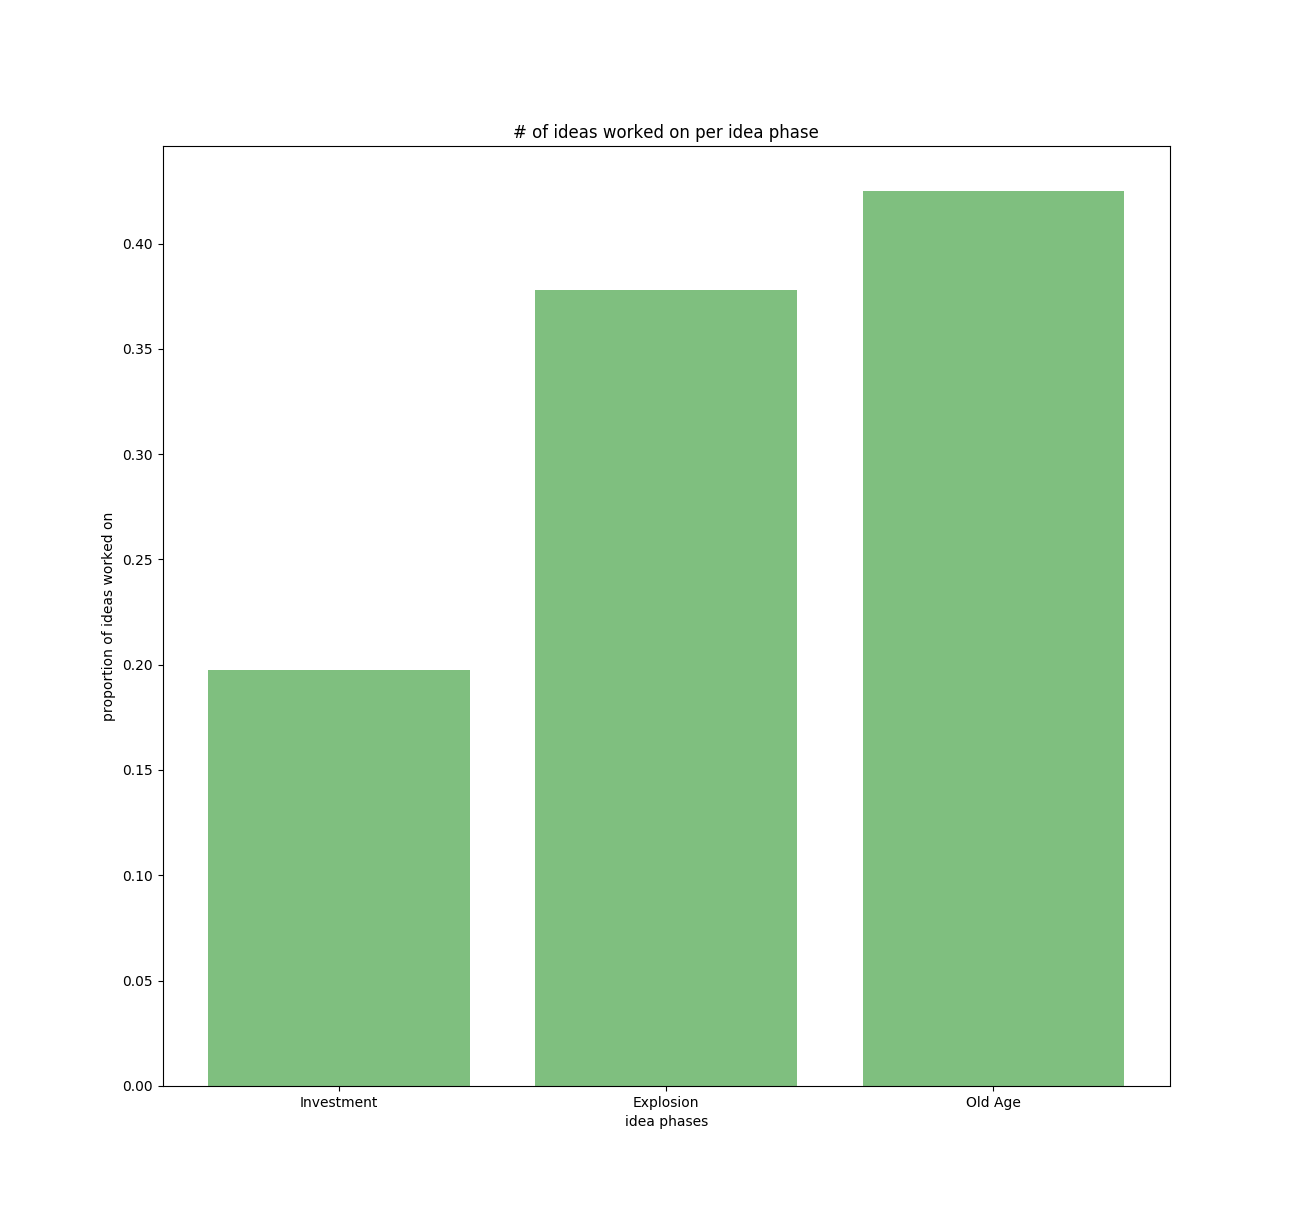 # of ideas worked on per idea phase
proportion of ideas worked on
0.40
0.35
0.30
0.25
0.20
0.15
0.10
0.05
0.00
Investment Explosion Old Age
idea phases